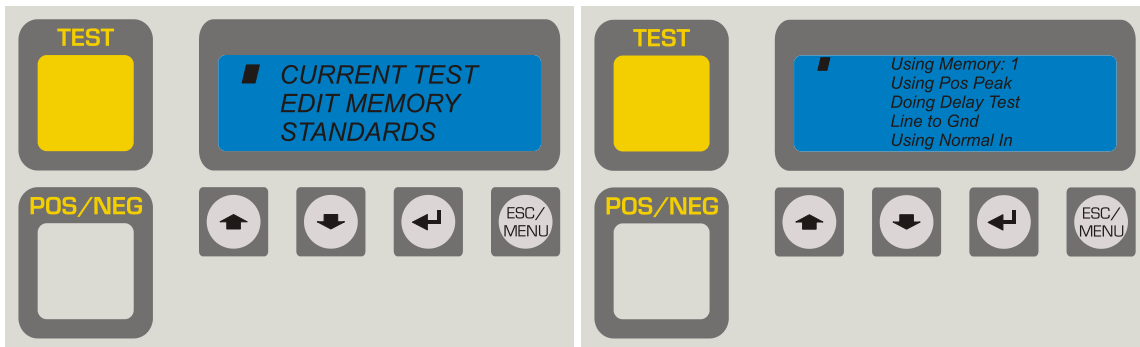 TEST
CURRENT TEST
EDIT MEMORY
STANDARDS
POS/NEG
ESC/
MENU
TEST
Using Memory: 1
Using Pos Peak
Doing Delay Test
Line to Gnd
Using Normal In
POS/NEG
ESC/
MENU